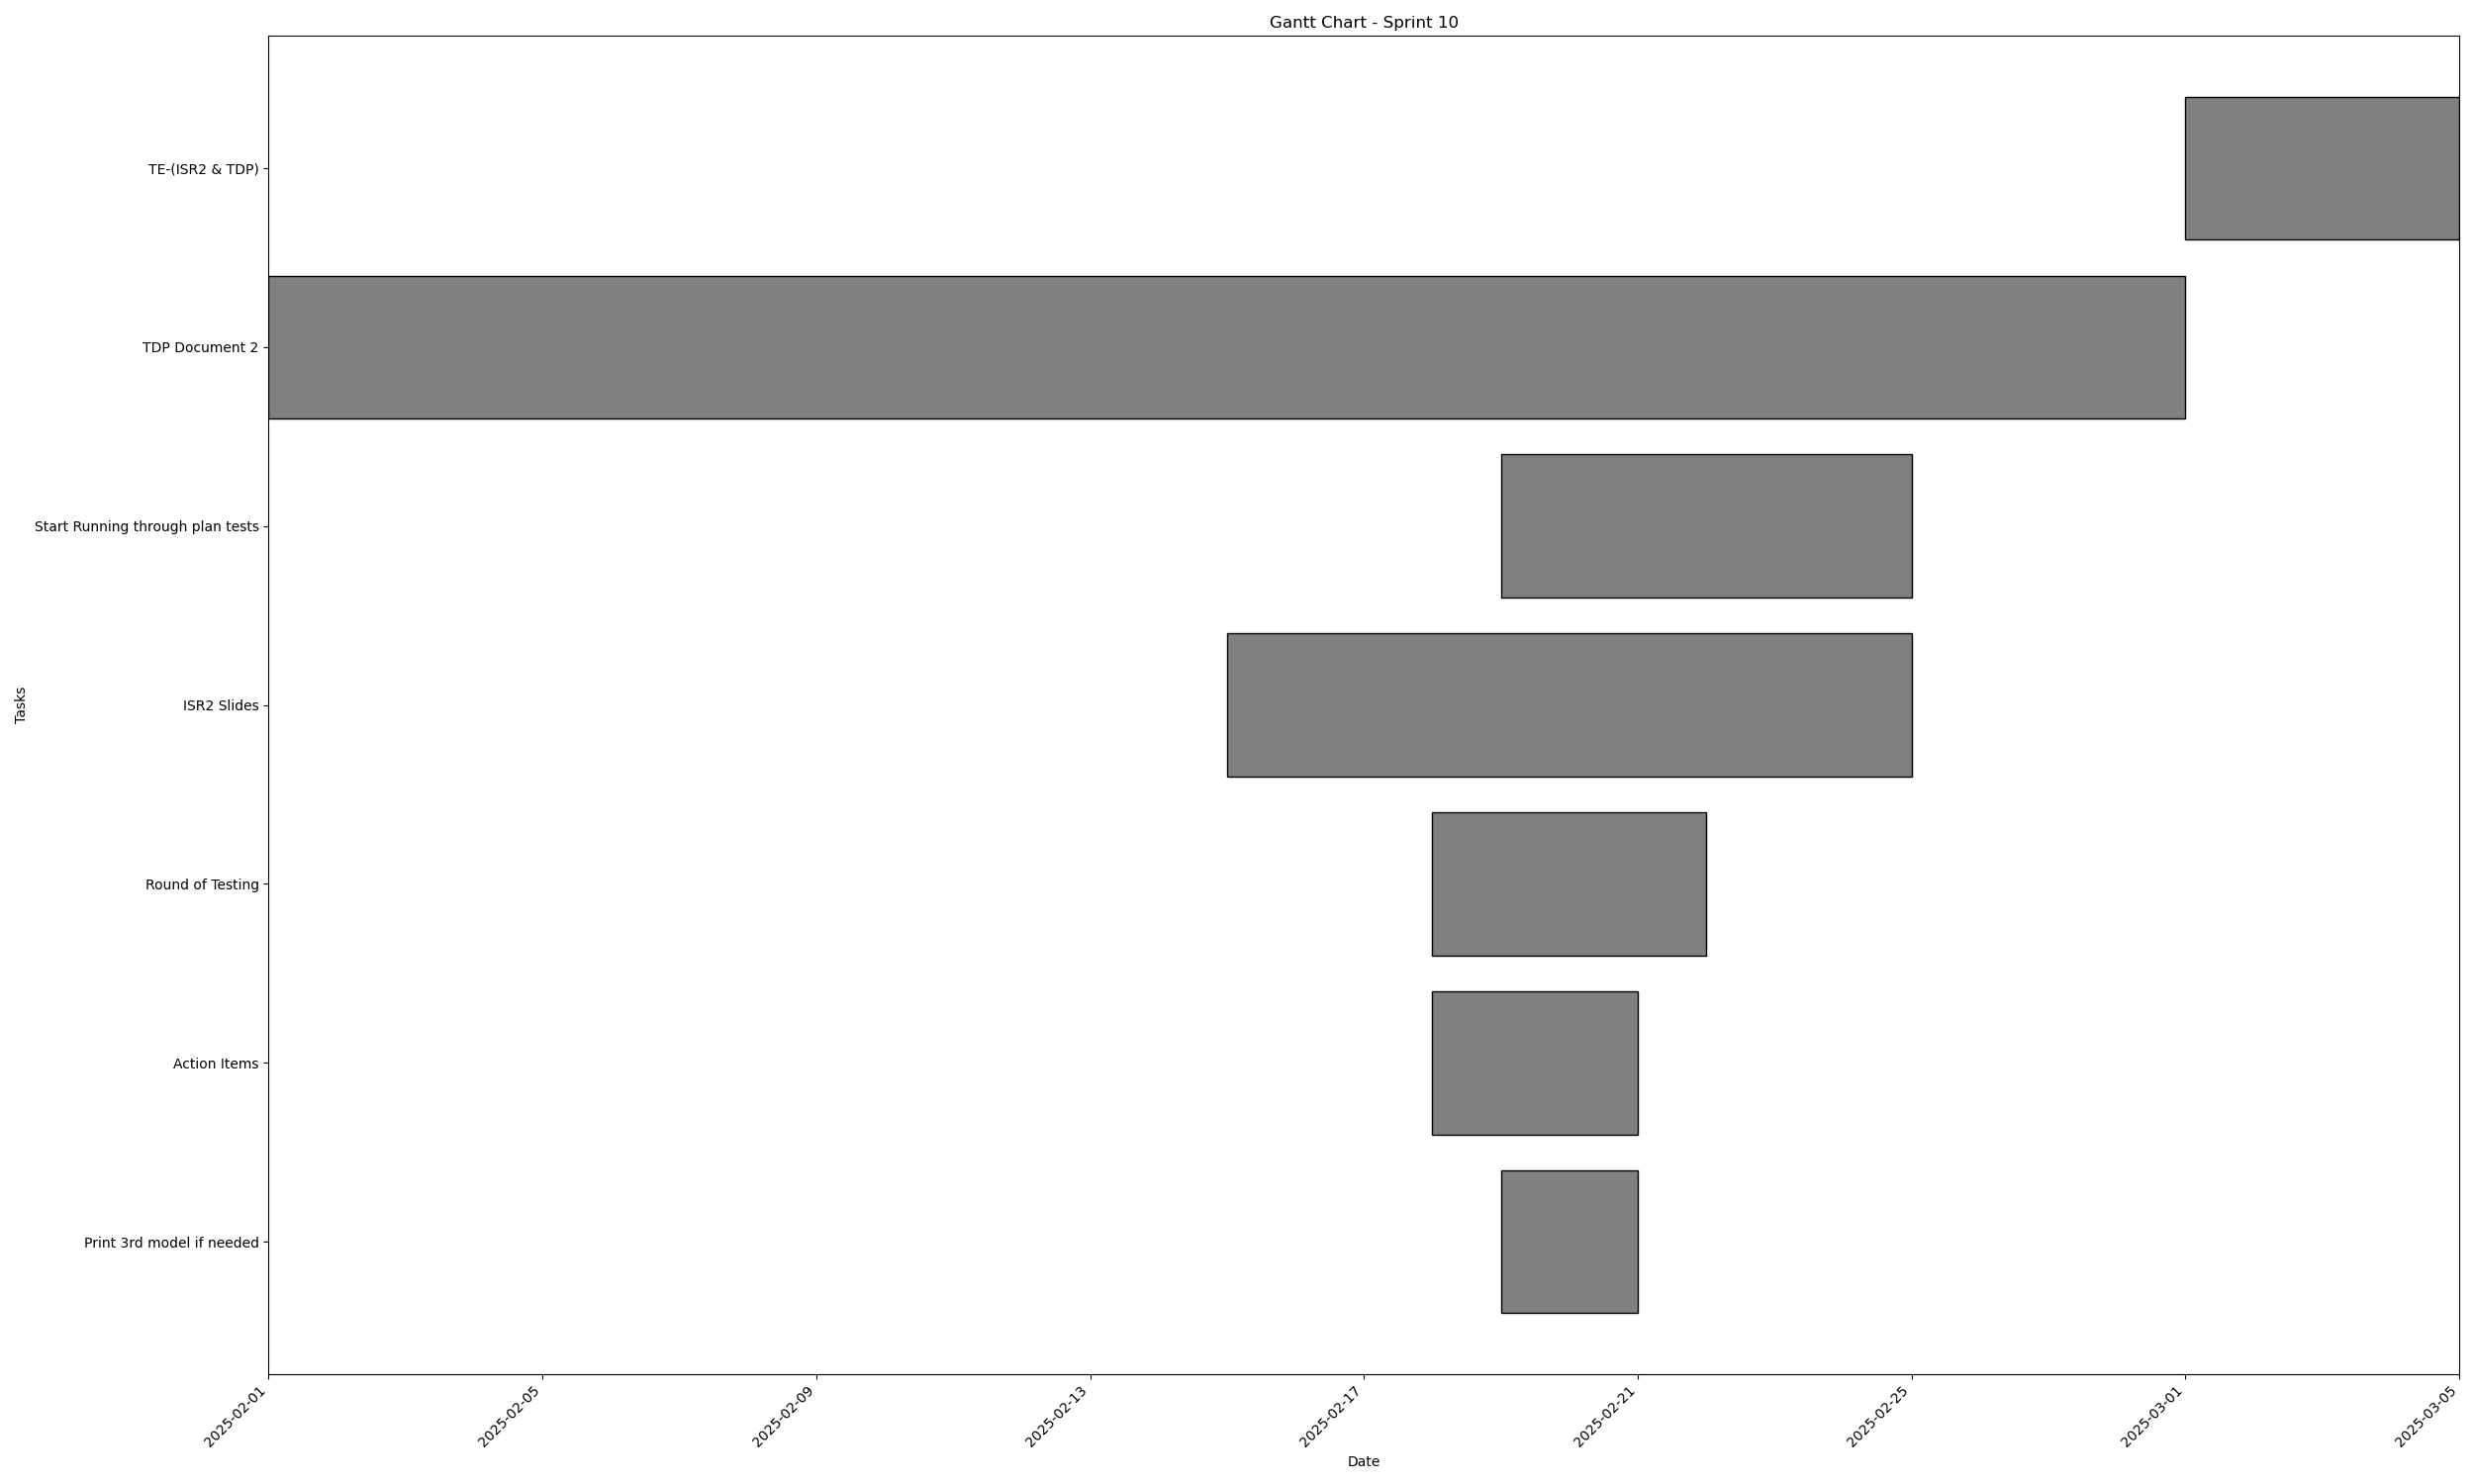 Gantt Chart - Sprint 10
TE-(ISR2 & TDP)
TDP Document 2
Start Running through plan tests
ISR2 Slides
Round of Testing
Action Items
Print 3rd model if needed
Tasks
2025-02-01
2025-02-05
2025-02-09
2025-02-13
2025-02-17
2025-02-21
2025-02-25
2025-03-01
2025-03-05
Date